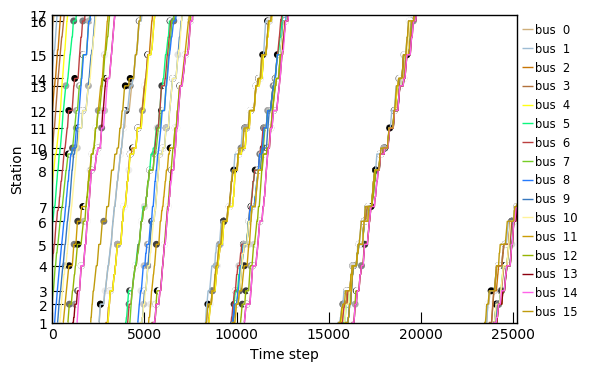 17
16
15
14
13
12
11
10
9
8
7
6
5
4
3
2
1
Station
0
5000
10000
15000
20000
25000
Time step
bus 0
bus 1
bus 2
bus 3
bus 4
bus 5
bus 6
bus 7
bus 8
bus 9
bus 10
bus 11
bus 12
bus 13
bus 14
bus 15